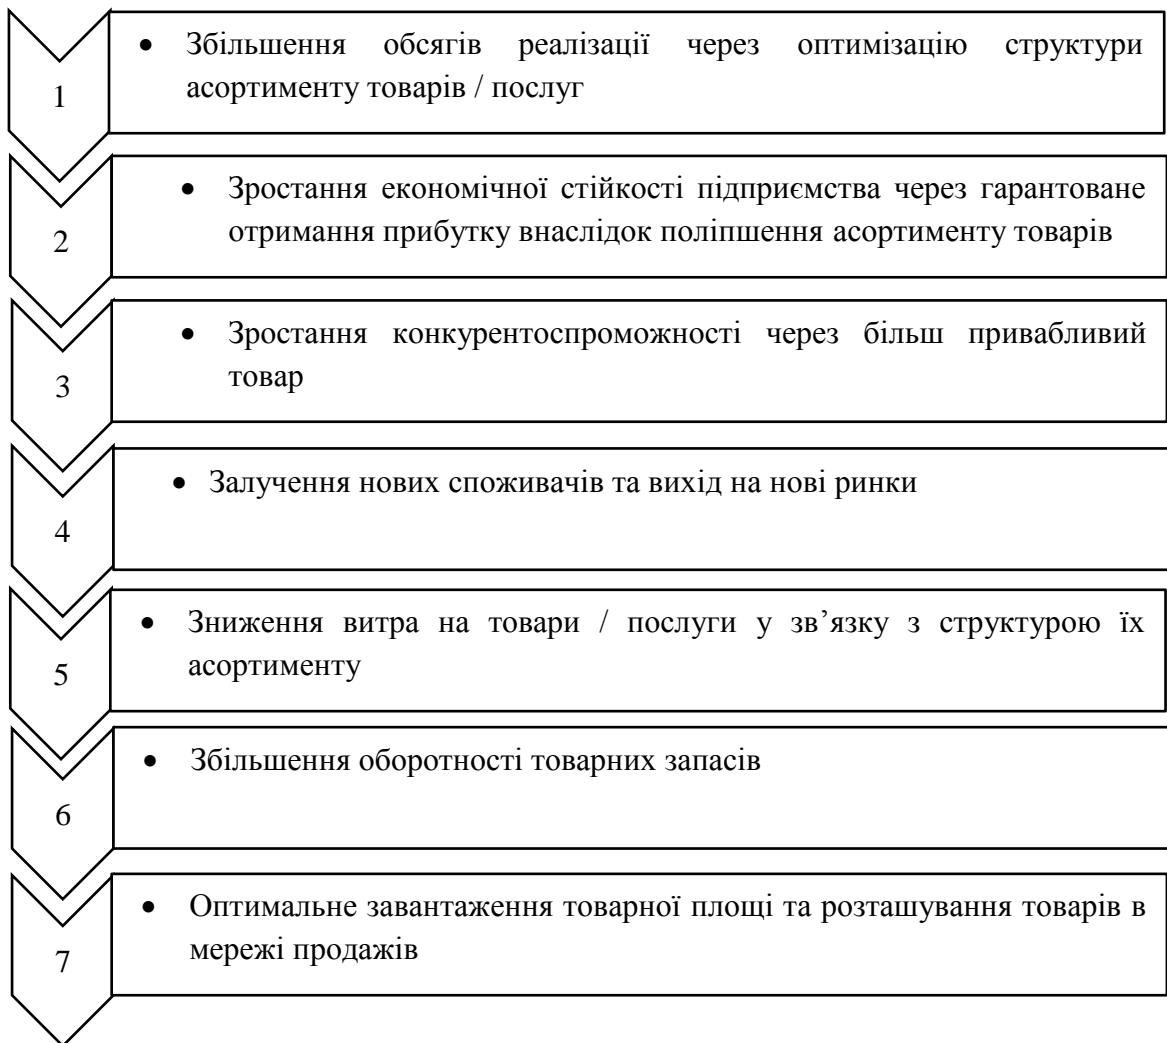 1
• Збільшення обсягів реалізації через оптимізацію структури
асортименту товарів / послуг
2
• Зростання економічної стійкості підприємства через гарантоване
отримання прибутку внаслідок поліпшення асортименту товарів
3
• Зростання конкурентоспроможності через більш привабливий
товар
4
• Залучення нових споживачів та вихід на нові ринки
5
• Зниження витра на товари / послуги у зв’язку з структурою їх
асортименту
6
• Збільшення оборотності товарних запасів
7
• Оптимальне завантаження товарної площі та розташування товарів в
мережі продажів